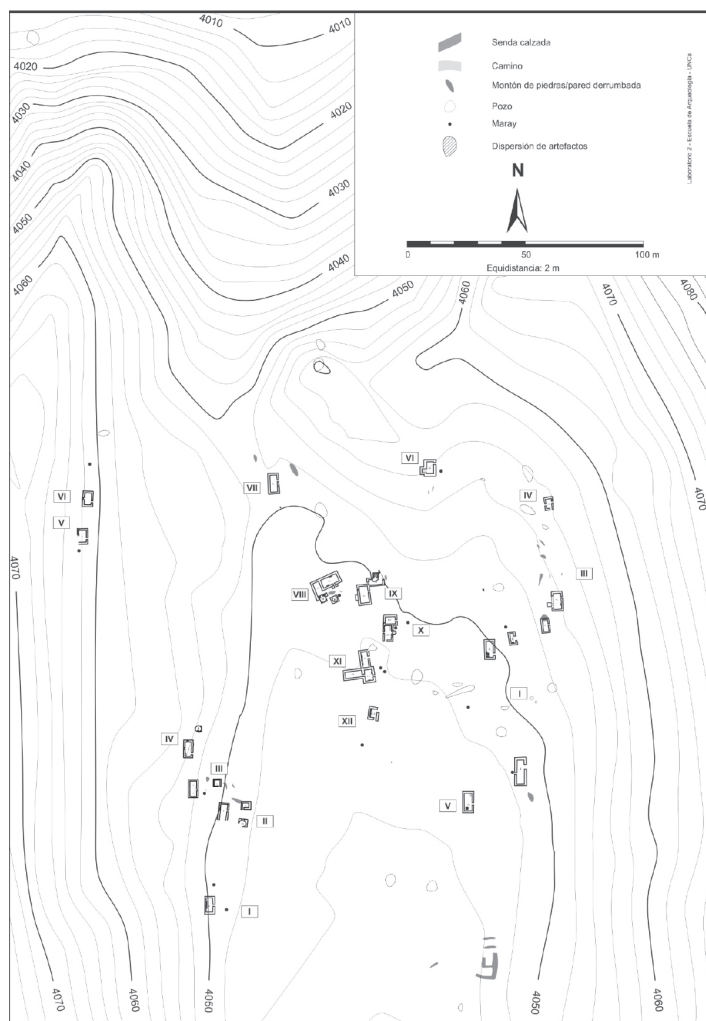 4010
4020
4030
4040
4050
4060
4010
4020
4030
4040
4050
4060
4070
4080
Senda calzada
Camino
Montón de piedras/pared derrumbada
Pozo
Maray
Dispersión de artefactos
N
0 50 100 m
Equidistancia: 2 m
Laboratorio 2 - Escuela de Arqueología - UNCa
VI
VII
VI
IV
V
4070
4070
III
VIII
IX
X
XI
I
XII
IV
III
V
II
I
4070
4060
4050
4050
4060